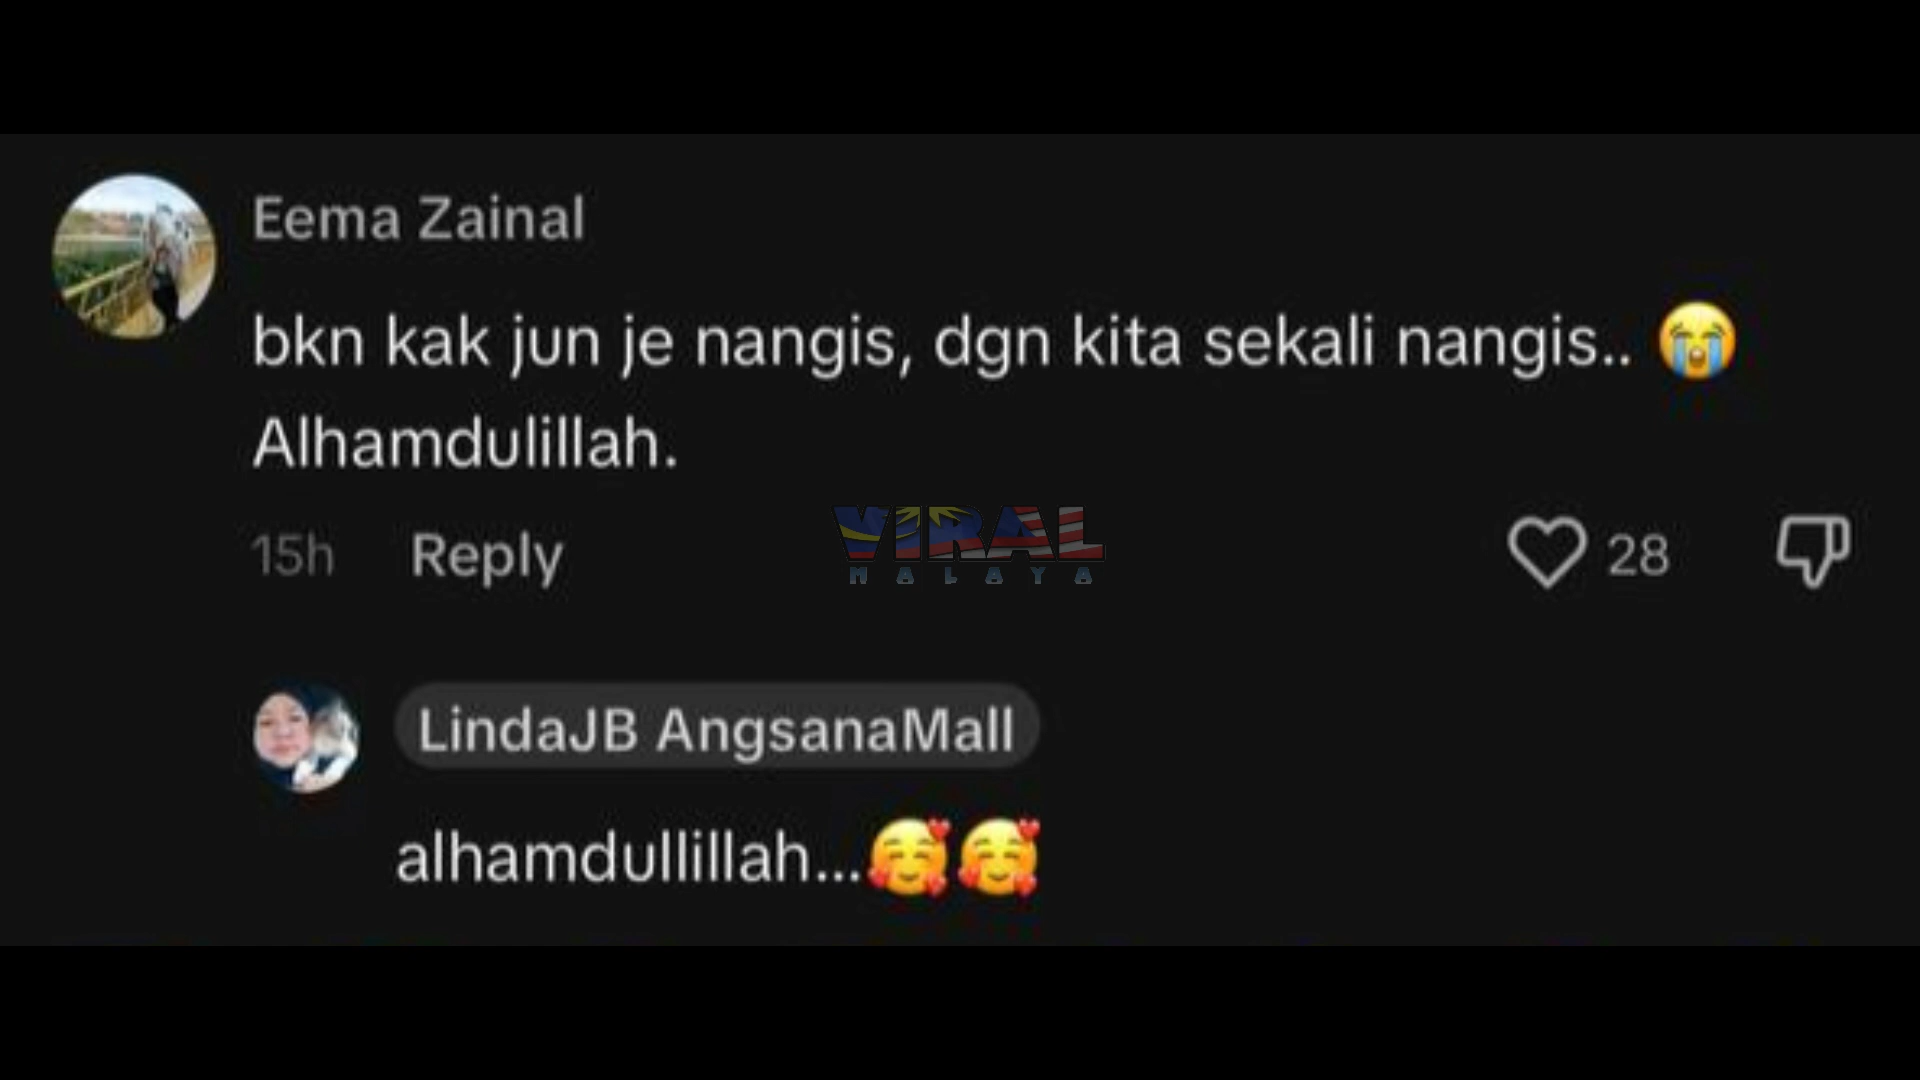 Eema Zainal
bkn kak jun je nangis, dgn kita sekali nangis.. 😭
Alhamdulillah.
15h Reply 28
VIRAL
MALAYA
LindaJB AngsanaMall
alhamdullillah...🥰🥰